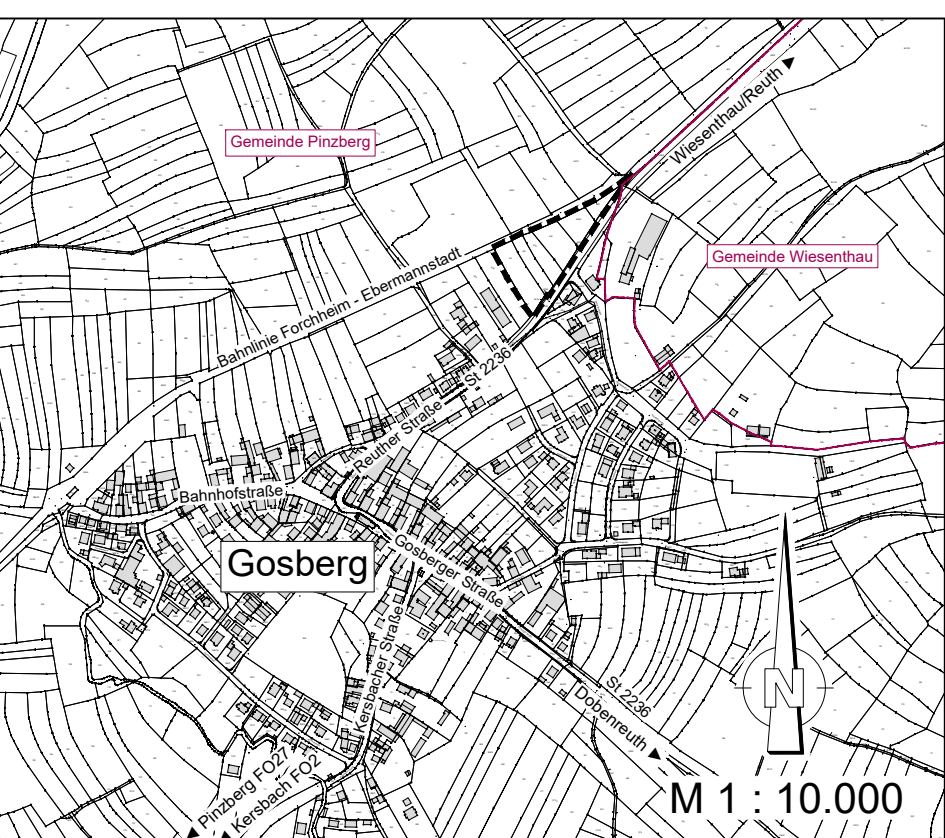 Wiesenthau/Reuth
Gemeinde Pinzberg
Gemeinde Wiesenthau
Bahnlinie Forchheim - Ebermannstadt
St 2236
Reuther Straße
Bahnhofstraße
Gosberg
Gosberger Straße
Kersbacher Straße
St 2236
Dobenreuth
N
Pinzberg FO27
Kersbach FO2
M 1 : 10.000